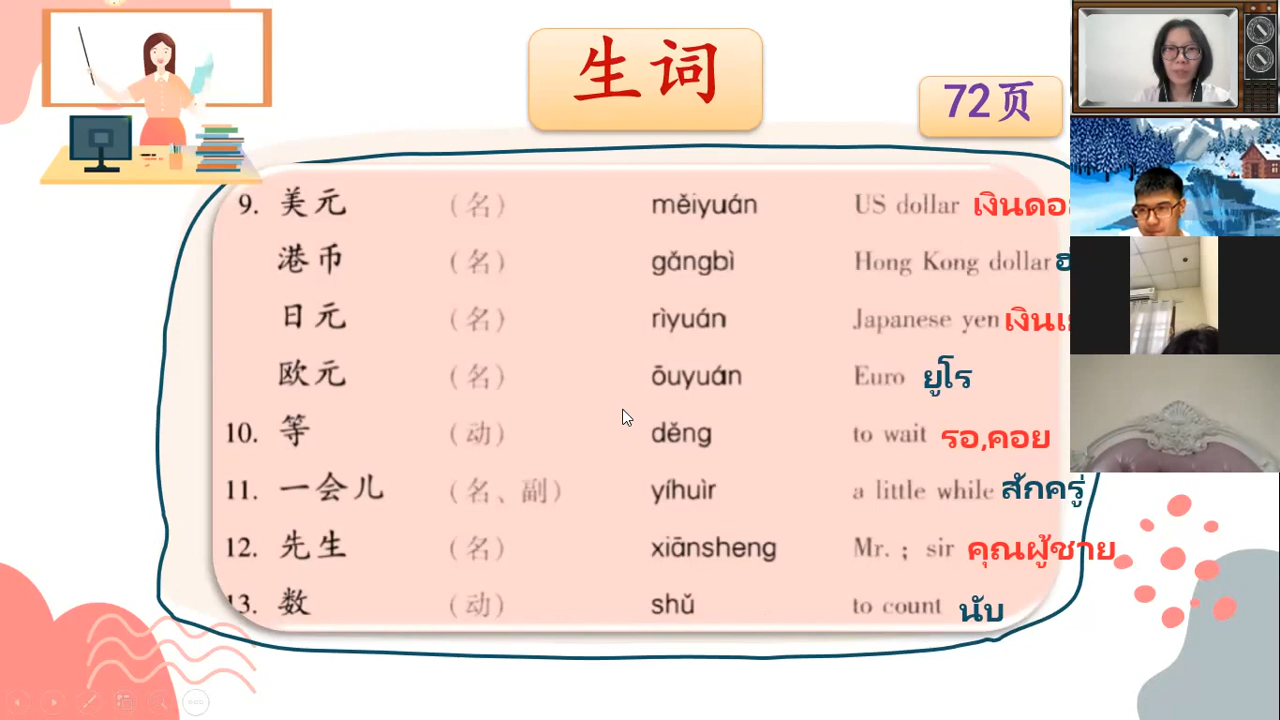 生词
72页
9. 美元 (名) měiyuán US dollar
港币 (名) gǎngbì Hong Kong dollar
日元 (名) rìyuán Japanese yen
欧元 (名) ōuyuán Euro ยูโร
10. 等 (动) děng to wait รอ,คอย
11. 一会儿 (名、副) yíhuìr a little while สักครู่
12. 先生 (名) xiānsheng Mr. ; sir คุณผู้ชาย
13. 数 (动) shǔ to count นับ